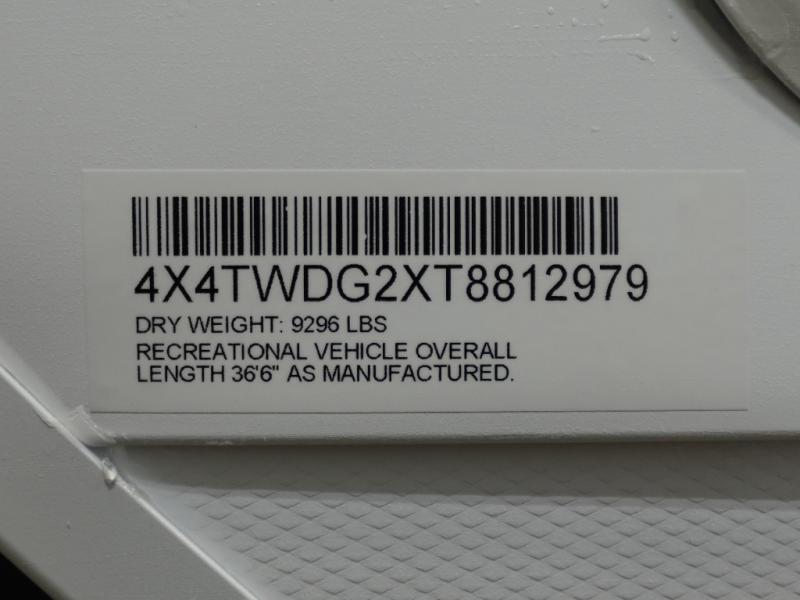 4X4TWDG2XT8812979
DRY WEIGHT: 9296 LBS
RECREATIONAL VEHICLE OVERALL
LENGTH 36'6" AS MANUFACTURED.